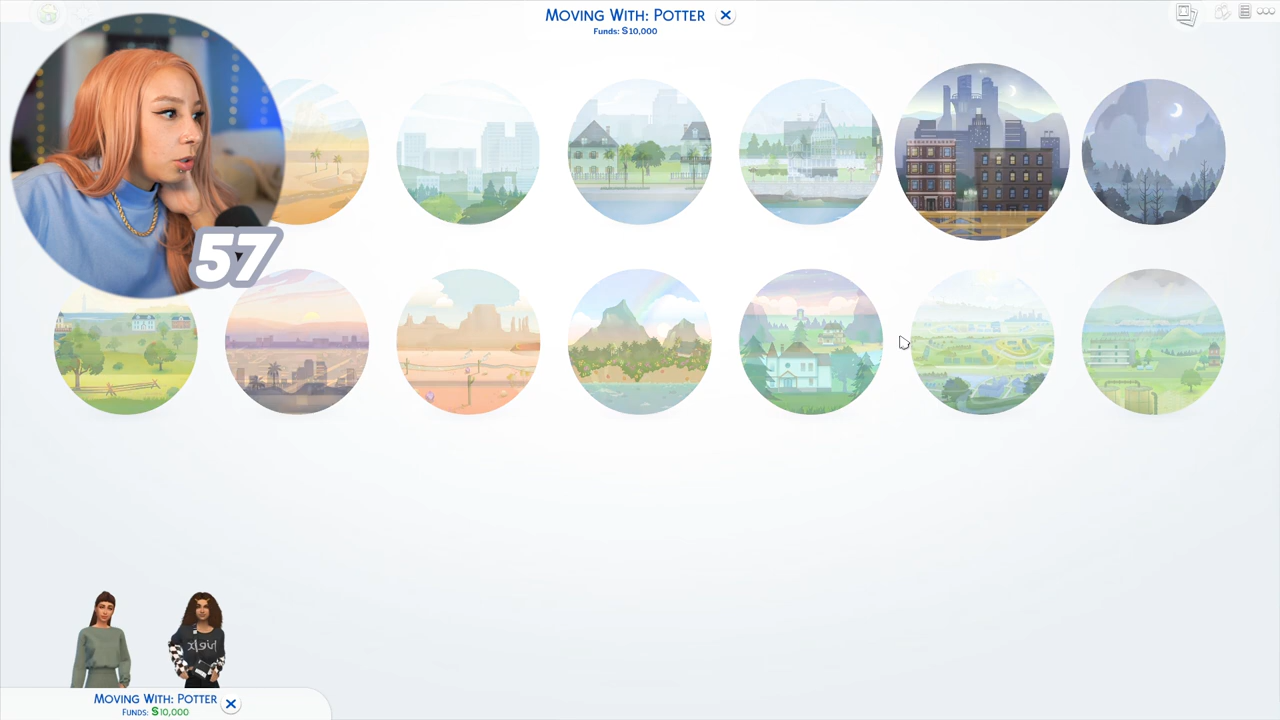 MOVING WITH: POTTER
Funds: §10,000
57
MOVING WITH: POTTER
FUNDS: §10,000